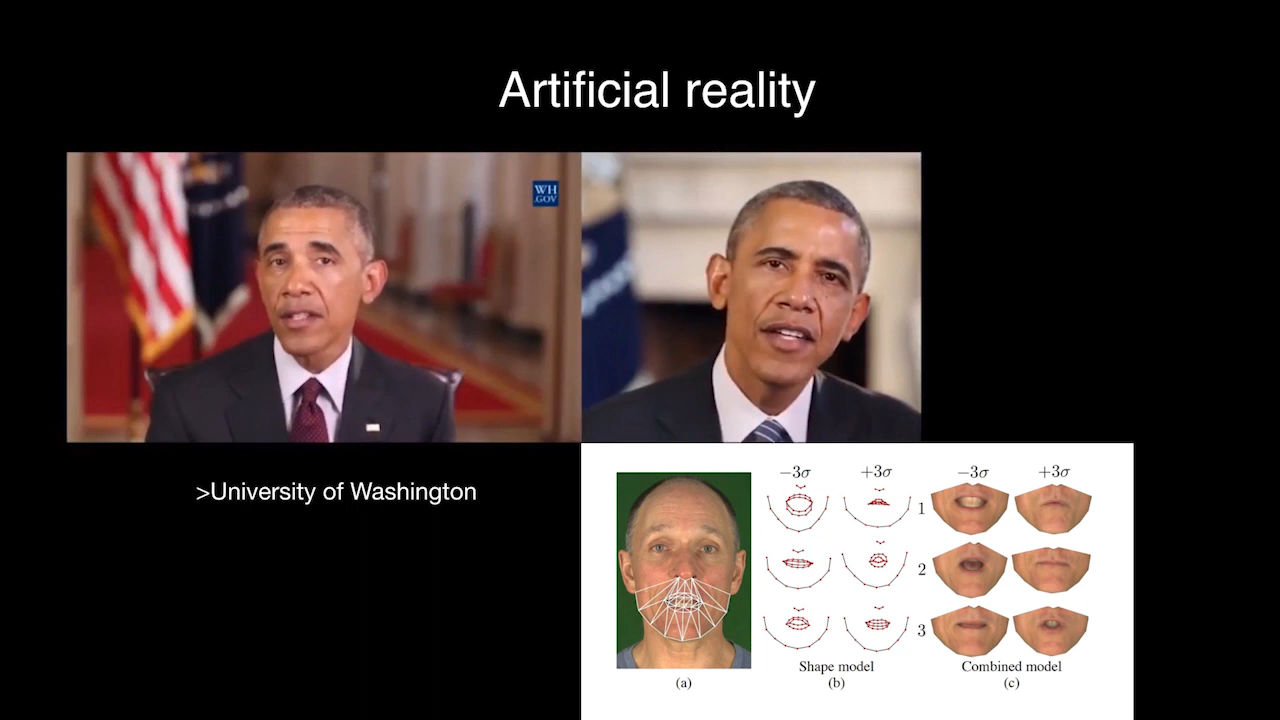 Artificial reality
WH
.GOV
>University of Washington
−3σ +3σ −3σ +3σ
1
2
3
Shape model Combined model
(a) (b) (c)